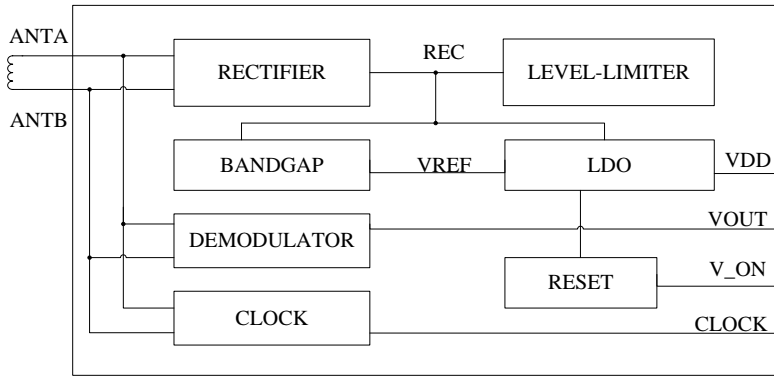 ANTA
RECTIFIER
REC
LEVEL-LIMITER
ANTB
BANDGAP
VREF
LDO
VDD
DEMODULATOR
VOUT
RESET
V_ON
CLOCK
CLOCK